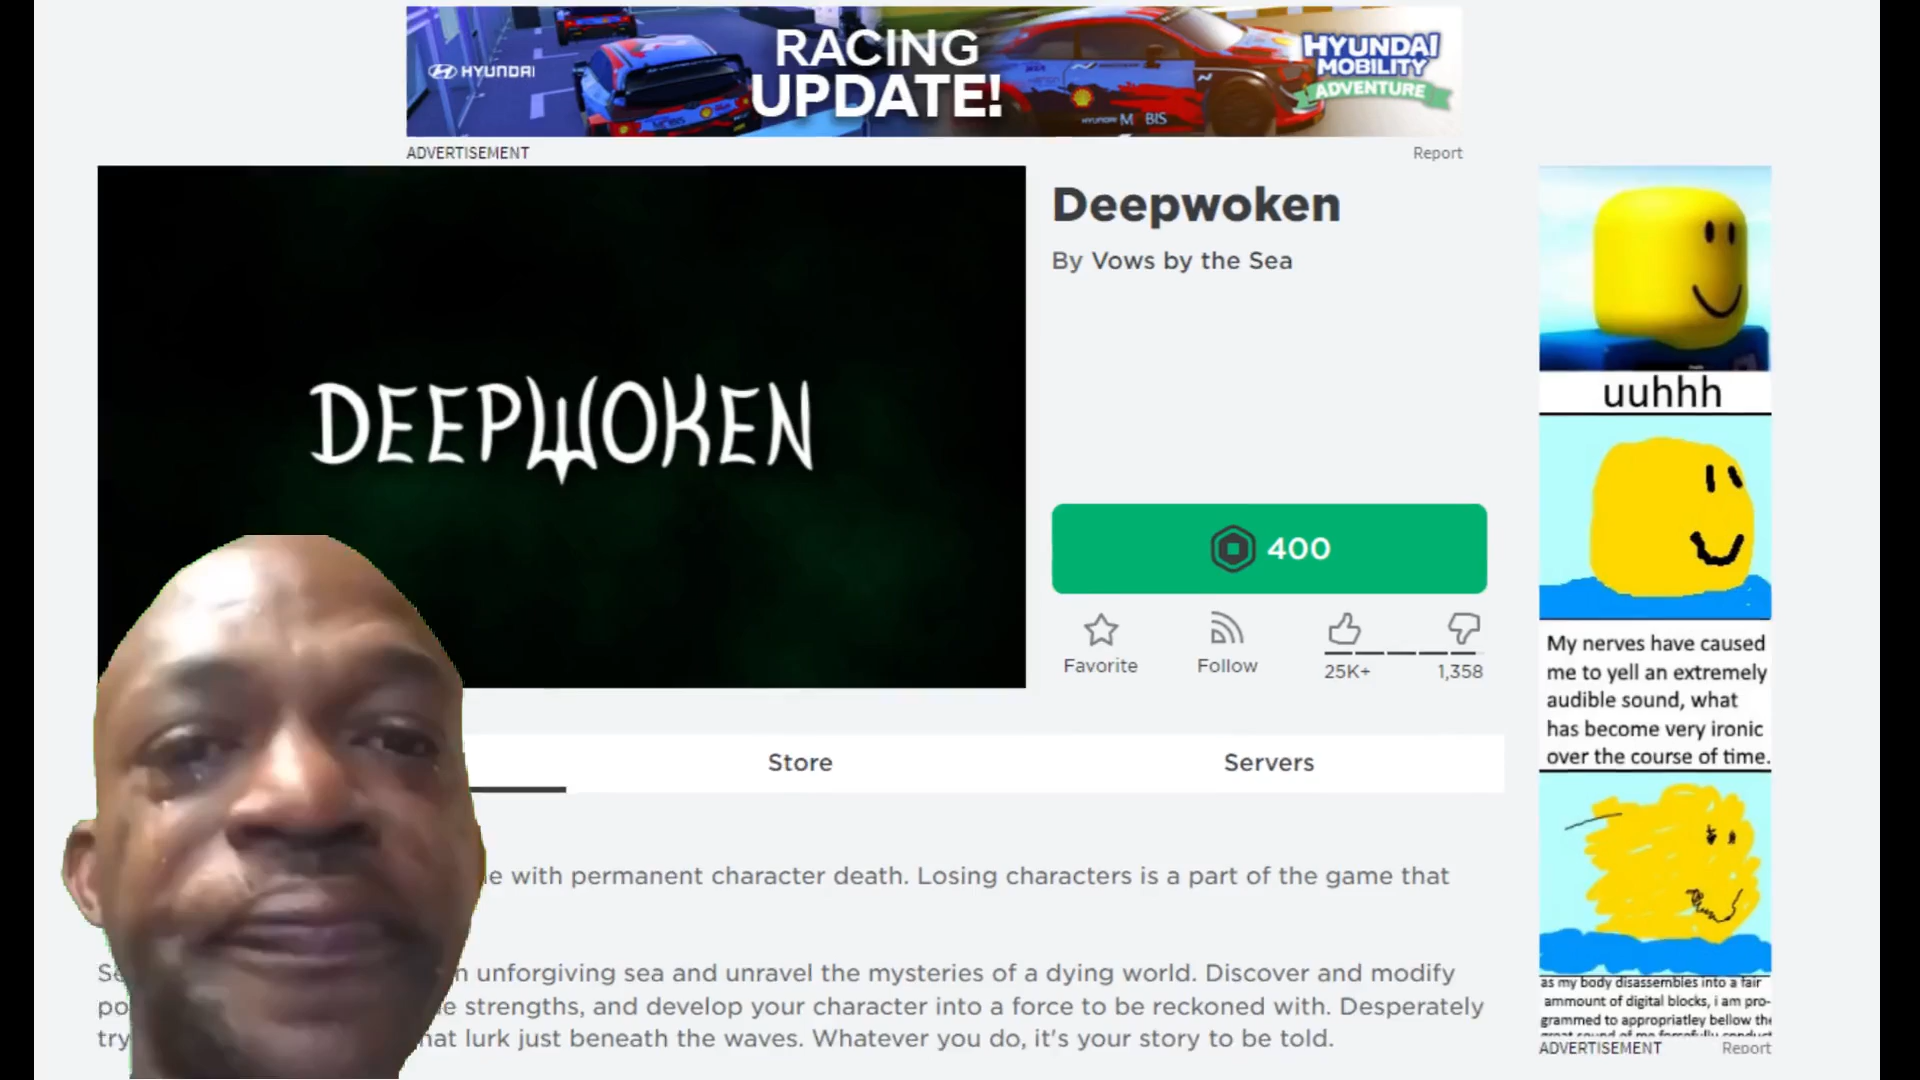 HYUNDAI
RACING
UPDATE!
HYUNDAI
MOBIS
HYUNDAI
MOBILITY
ADVENTURE
ADVERTISEMENT
Report
DEEPWOKEN
Deepwoken
By Vows by the Sea
400
Favorite
Follow
25K+
1,358
Store
Servers
with permanent character death. Losing characters is a part of the game that
unforgiving sea and unravel the mysteries of a dying world. Discover and modify
strengths, and develop your character into a force to be reckoned with. Desperately
try
lurk just beneath the waves. Whatever you do, it's your story to be told.
uuhhh
My nerves have caused
me to yell an extremely
audible sound, what
has become very ironic
over the course of time.
as my body disassembles into a fair
ammount of digital blocks, i am pro-
grammed to appropriatley bellow the
ADVERTISEMENT
Report